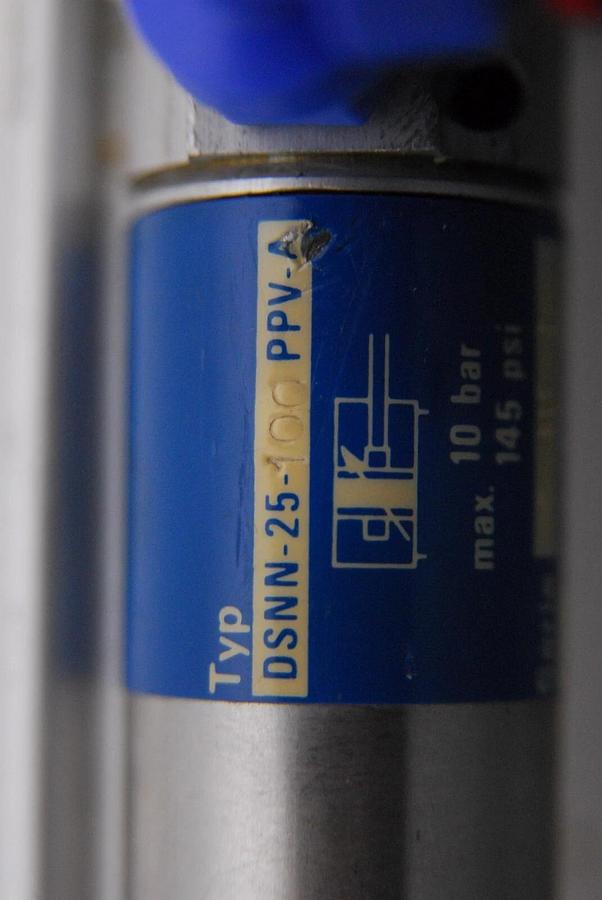 Typ
DSNN-25-100 PPV-A
max. 10 bar
145 psi